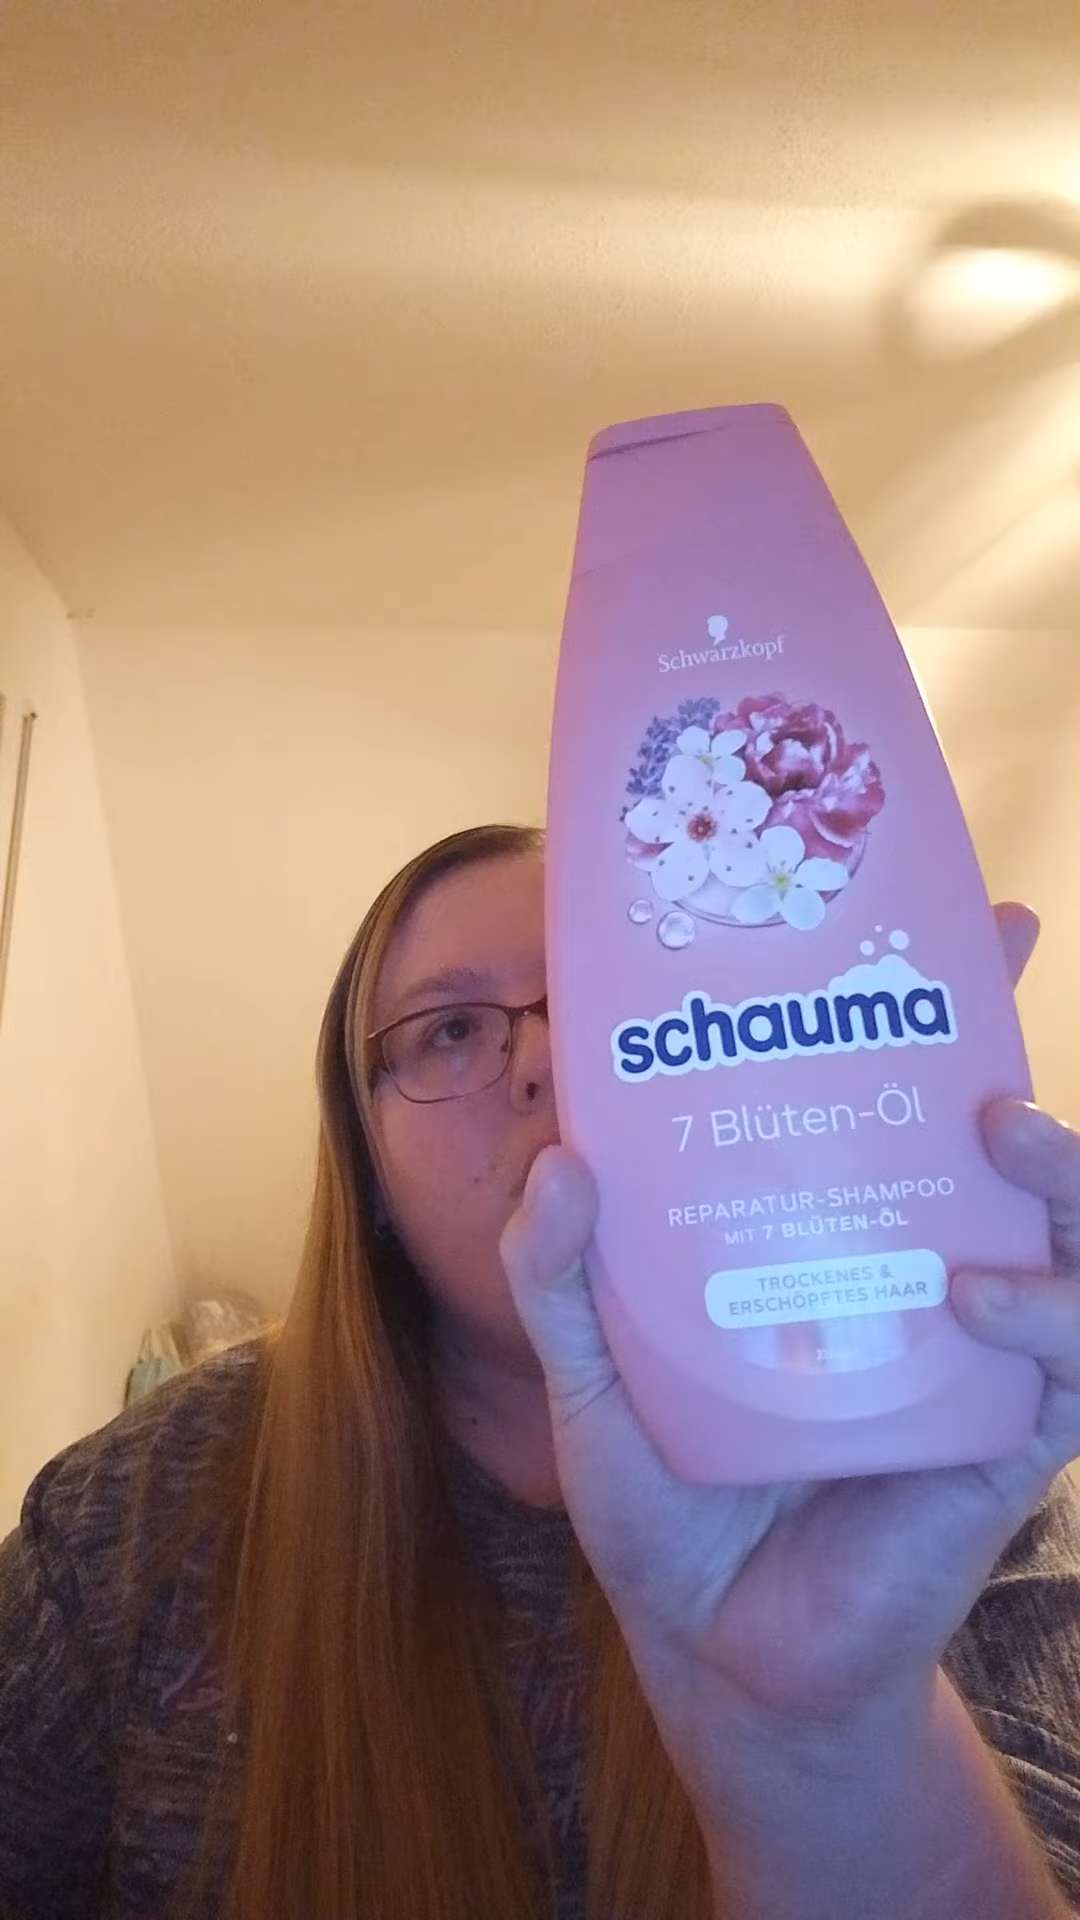 Schwarzkopf
schauma
7 Blüten-Öl
REPARATUR-SHAMPOO
MIT 7 BLÜTEN-ÖL
TROCKENES &
ERSCHÖPFTES HAAR